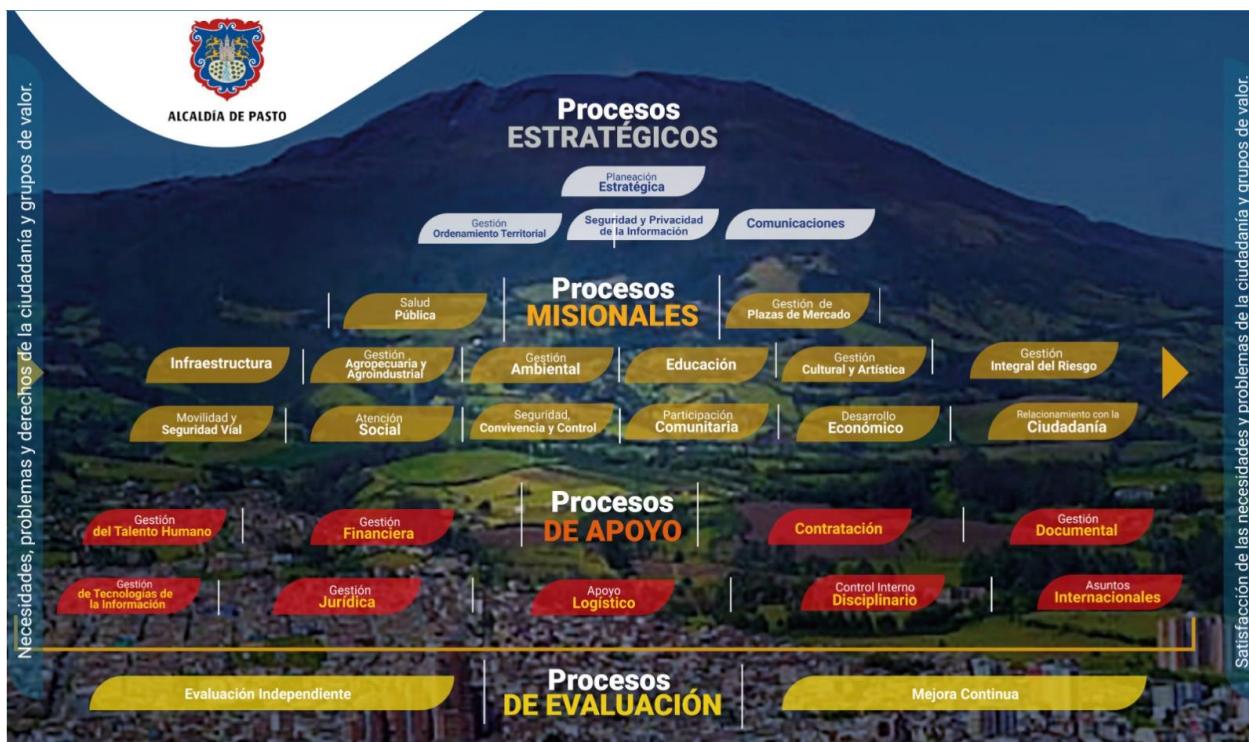 ALCALDÍA DE PASTO
Necesidades, problemas y derechos de la ciudadanía y grupos de valor.
Procesos
ESTRATÉGICOS
Planeación
Estratégica
Gestión
Ordenamiento Territorial
Seguridad y Privacidad
de la Información
Comunicaciones
Procesos
MISIONALES
Salud
Pública
Gestión de
Plazas de Mercado
Infraestructura
Gestión
Agropecuaria y
Agroindustrial
Gestión
Ambiental
Educación
Gestión
Cultural y Artística
Gestión
Integral del Riesgo
Movilidad y
Seguridad Víal
Atención
Social
Seguridad,
Convivencia y Control
Participación
Comunitaria
Desarrollo
Económico
Relacionamiento con la
Ciudadanía
Procesos
DE APOYO
Gestión
del Talento Humano
Gestión
Financiera
Contratación
Gestión
Documental
Gestión
de Tecnologías de
la Información
Gestión
Jurídica
Apoyo
Logístico
Control Interno
Disciplinario
Asuntos
Internacionales
Procesos
DE EVALUACIÓN
Evaluación Independiente
Mejora Continua
Satisfacción de las necesidades y problemas de la ciudadanía y grupos de valor.